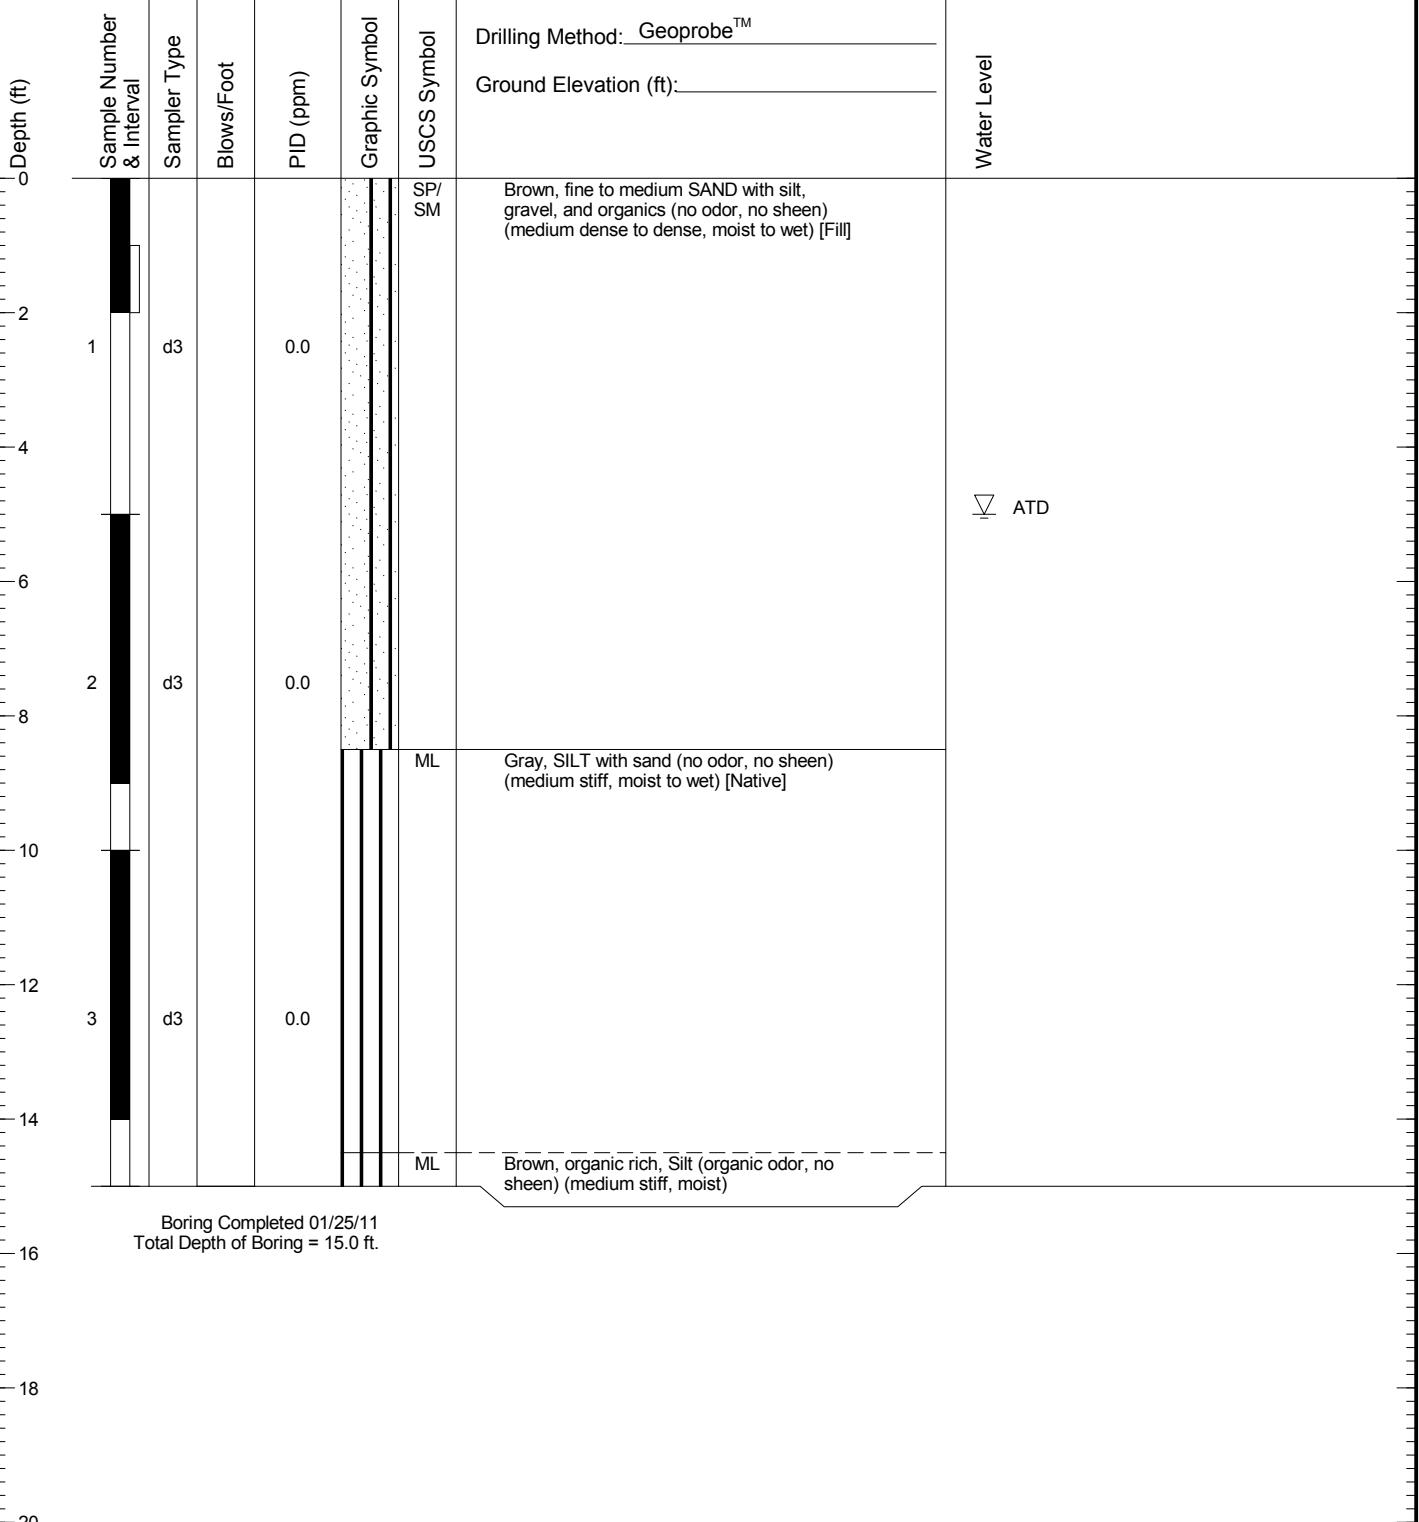 Drilling Method: Geoprobe™
Ground Elevation (ft):
Depth (ft)
Sample Number
& Interval
Sampler Type
Blows/Foot
PID (ppm)
Graphic Symbol
USCS Symbol
Water Level
0
SP/
SM
Brown, fine to medium SAND with silt,
gravel, and organics (no odor, no sheen)
(medium dense to dense, moist to wet) [Fill]
2
1 d3 0.0
4
ATD
6
2 d3 0.0
8
ML Gray, SILT with sand (no odor, no sheen)
(medium stiff, moist to wet) [Native]
10
12
3 d3 0.0
14
ML Brown, organic rich, Silt (organic odor, no
sheen) (medium stiff, moist)
Boring Completed 01/25/11
Total Depth of Boring = 15.0 ft.
16
18
20